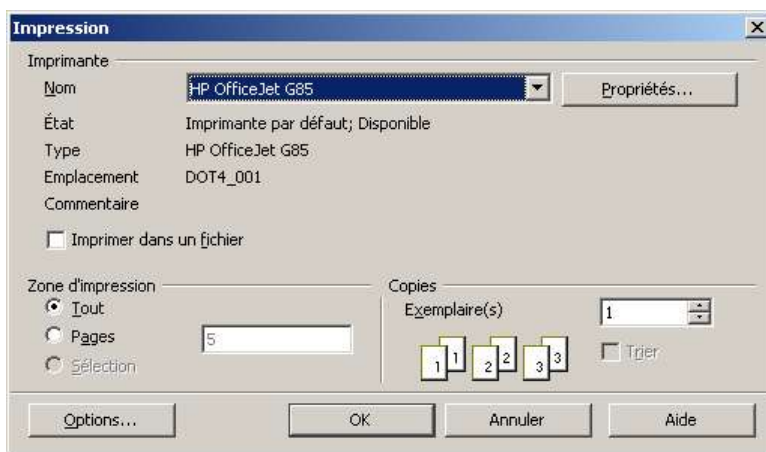 Impression
Imprimante
Nom HP OfficeJet G85 Propriétés...
État Imprimante par défaut; Disponible
Type HP OfficeJet G85
Emplacement DOT4_001
Commentaire
Imprimer dans un fichier
Zone d'impression Copies
Tout Exemplaire(s) 1
Pages 5
Sélection 1 1 2 2 3 3 Trier
Options... OK Annuler Aide